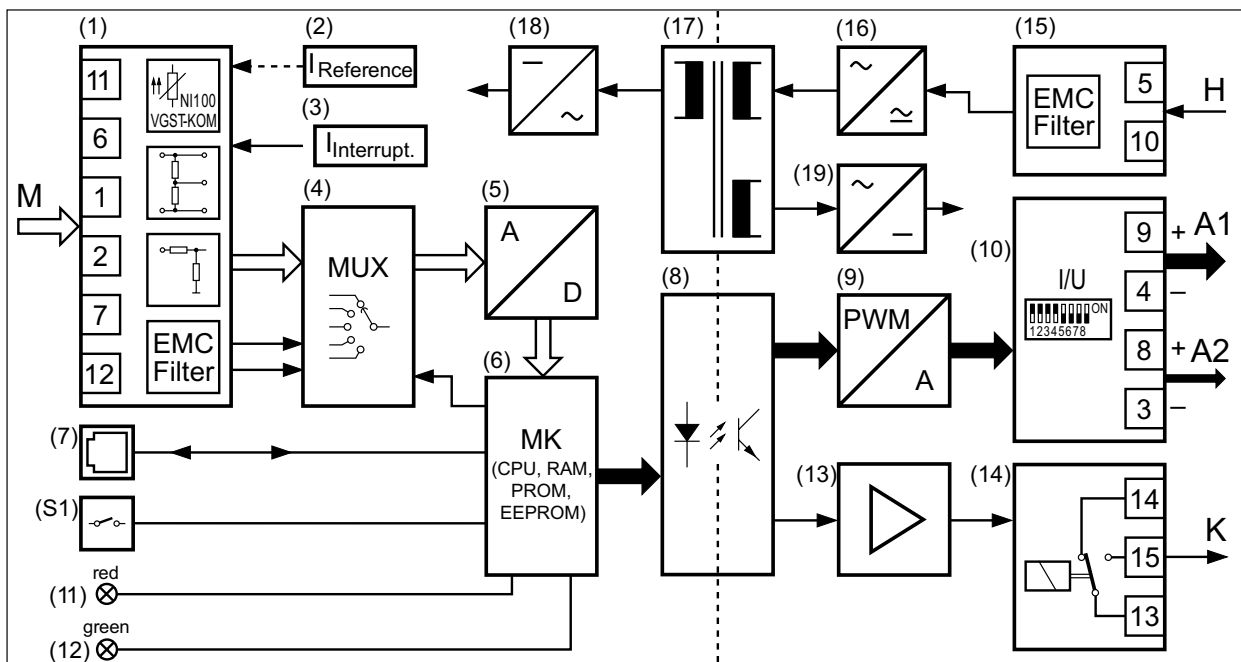 (1)
11
6
1
2
7
12
M
NI100
VGST-KOM
EMC
Filter
(2)
I Reference
(3)
I Interrupt.
(4)
MUX
(5)
A
D
(6)
MK
(CPU, RAM,
PROM,
EEPROM)
(7)
(S1)
red
(11)
green
(12)
(18)
– ~
(17)
(16)
~ ≂
(15)
EMC
Filter
5
10
H
(19)
~ –
(8)
(9)
PWM
A
(10)
I/U
ON
12345678
9
4
8
3
+ A1
–
+ A2
–
(13)
(14)
14
15
13
K